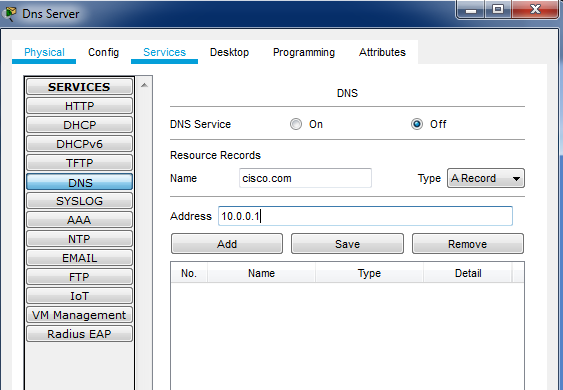 Dns Server
Physical Config Services Desktop Programming Attributes
SERVICES
HTTP
DHCP
DHCPv6
TFTP
DNS
SYSLOG
AAA
NTP
EMAIL
FTP
IoT
VM Management
Radius EAP
DNS
DNS Service On Off
Resource Records
Name cisco.com Type A Record
Address 10.0.0.1
Add Save Remove
No. Name Type Detail